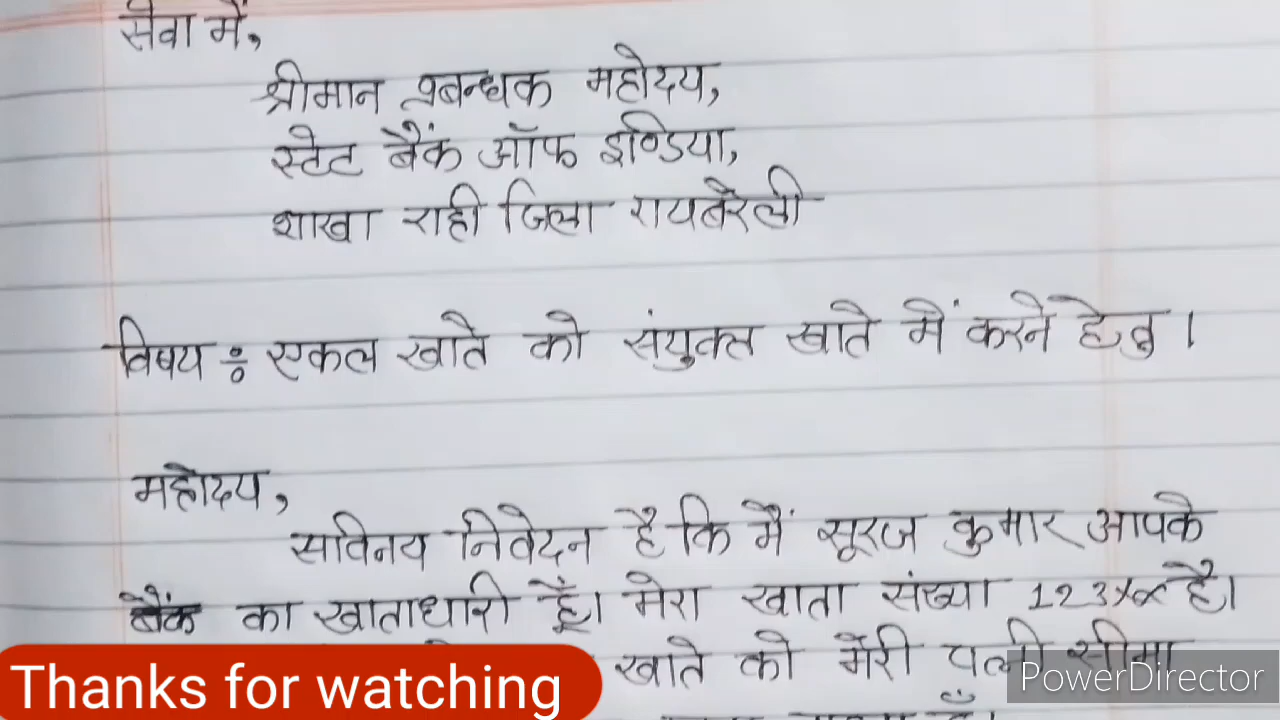 सेवा में,
श्रीमान प्रबन्धक महोदय,
स्टेट बैंक ऑफ इण्डिया,
शाखा राही जिला रायबरेली
विषय : एकल खाते को संयुक्त खाते में करने हेतु।
महोदय,
सविनय निवेदन है कि मैं सूरज कुमार आपके
बैंक का खाताधारी हूँ। मेरा खाता संख्या 123xx है।
खाते को मेरी पत्नी सीमा
Thanks for watching
PowerDirector